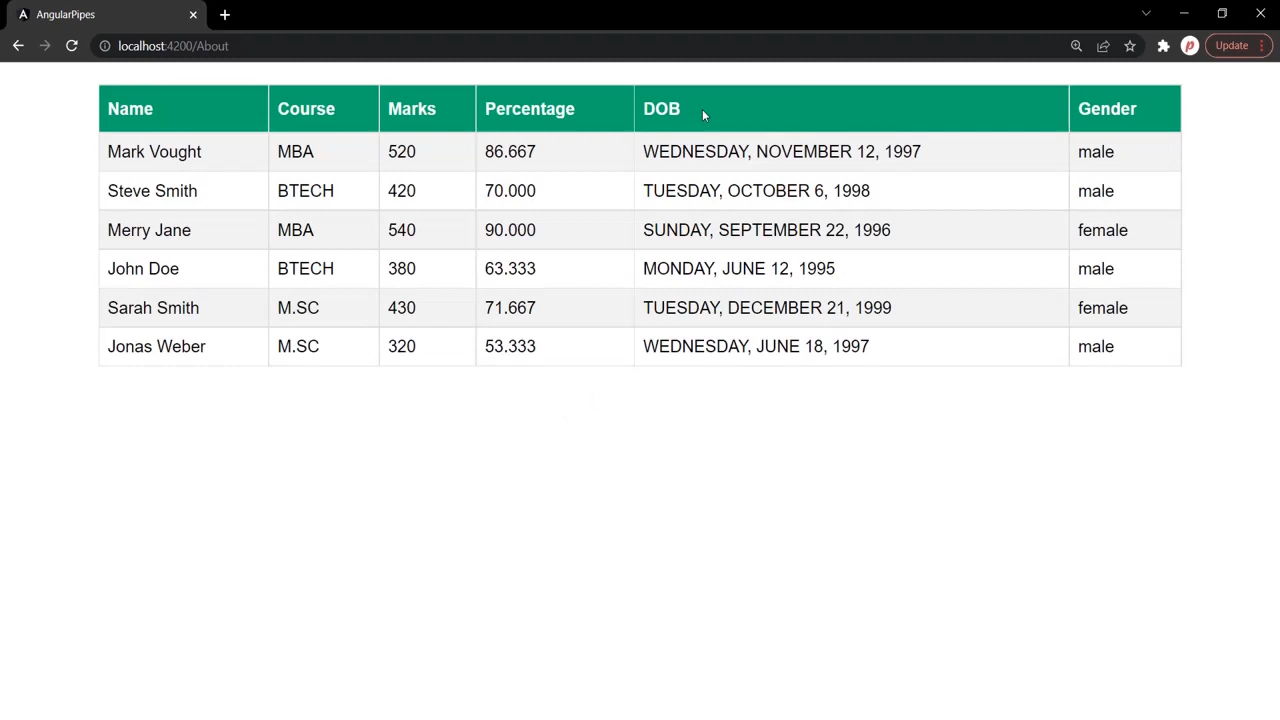 AngularPipes
localhost:4200/About
Update
Name Course Marks Percentage DOB Gender
Mark Vought MBA 520 86.667 WEDNESDAY, NOVEMBER 12, 1997 male
Steve Smith BTECH 420 70.000 TUESDAY, OCTOBER 6, 1998 male
Merry Jane MBA 540 90.000 SUNDAY, SEPTEMBER 22, 1996 female
John Doe BTECH 380 63.333 MONDAY, JUNE 12, 1995 male
Sarah Smith M.SC 430 71.667 TUESDAY, DECEMBER 21, 1999 female
Jonas Weber M.SC 320 53.333 WEDNESDAY, JUNE 18, 1997 male